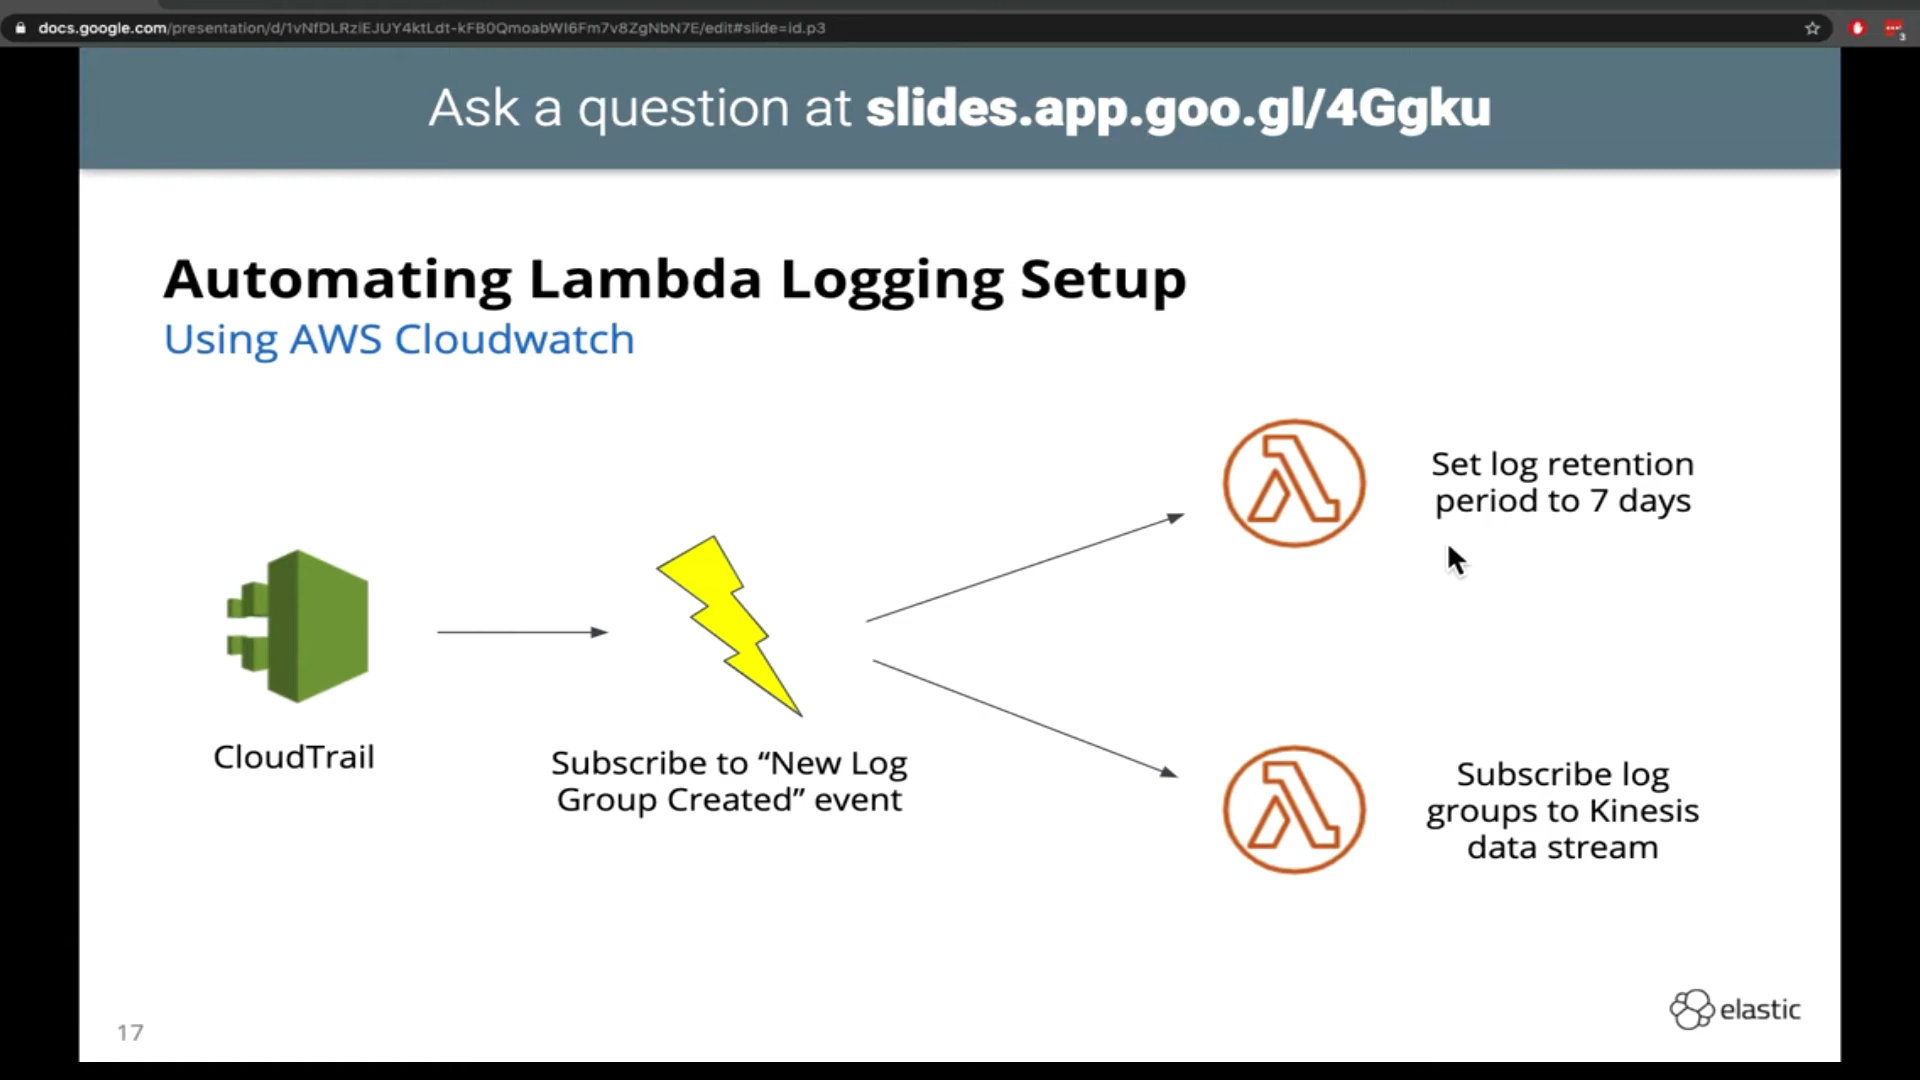 docs.google.com/presentation/d/1vNfDLRziEJUY4ktLdt-kFB0QmoabWI6Fm7v8ZgNbN7E/edit#slide=id.p3
3
Ask a question at slides.app.goo.gl/4Ggku
Automating Lambda Logging Setup
Using AWS Cloudwatch
Set log retention
period to 7 days
CloudTrail
Subscribe to “New Log
Group Created” event
Subscribe log
groups to Kinesis
data stream
17
elastic